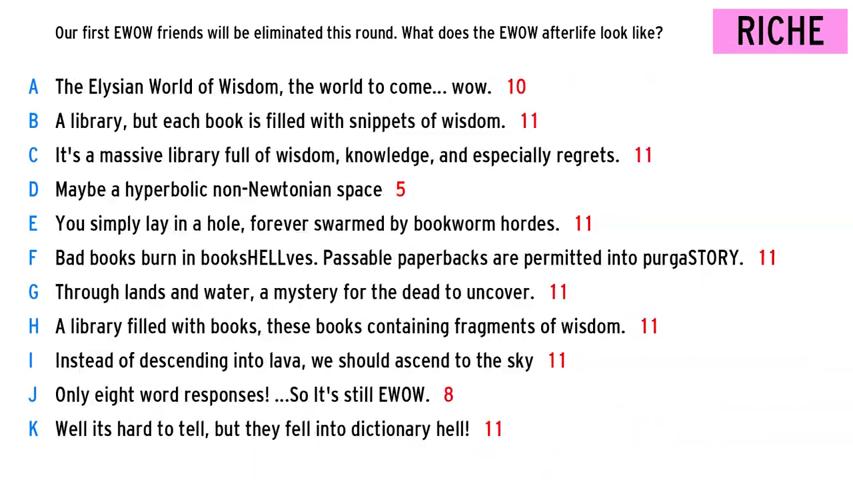 Our first EWOW friends will be eliminated this round. What does the EWOW afterlife look like?
RICHE
A The Elysian World of Wisdom, the world to come... wow. 10
B A library, but each book is filled with snippets of wisdom. 11
C It's a massive library full of wisdom, knowledge, and especially regrets. 11
D Maybe a hyperbolic non-Newtonian space 5
E You simply lay in a hole, forever swarmed by bookworm hordes. 11
F Bad books burn in booksHELLves. Passable paperbacks are permitted into purgaSTORY. 11
G Through lands and water, a mystery for the dead to uncover. 11
H A library filled with books, these books containing fragments of wisdom. 11
I Instead of descending into lava, we should ascend to the sky 11
J Only eight word responses! ...So It's still EWOW. 8
K Well its hard to tell, but they fell into dictionary hell! 11